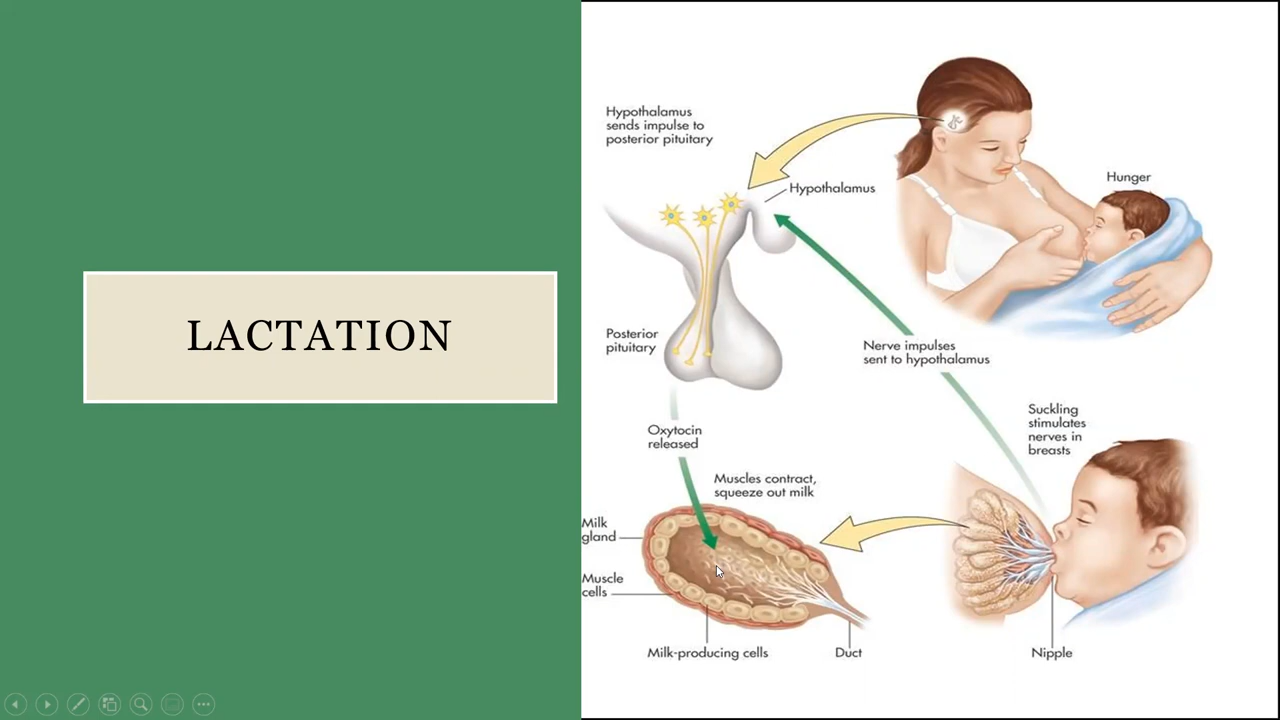 LACTATION
Hypothalamus
sends impulse to
posterior pituitary
Hypothalamus
Hunger
Posterior
pituitary
Nerve impulses
sent to hypothalamus
Oxytocin
released
Suckling
stimulates
nerves in
breasts
Muscles contract,
squeeze out milk
Milk
gland
Muscle
cells
Milk-producing cells
Duct
Nipple